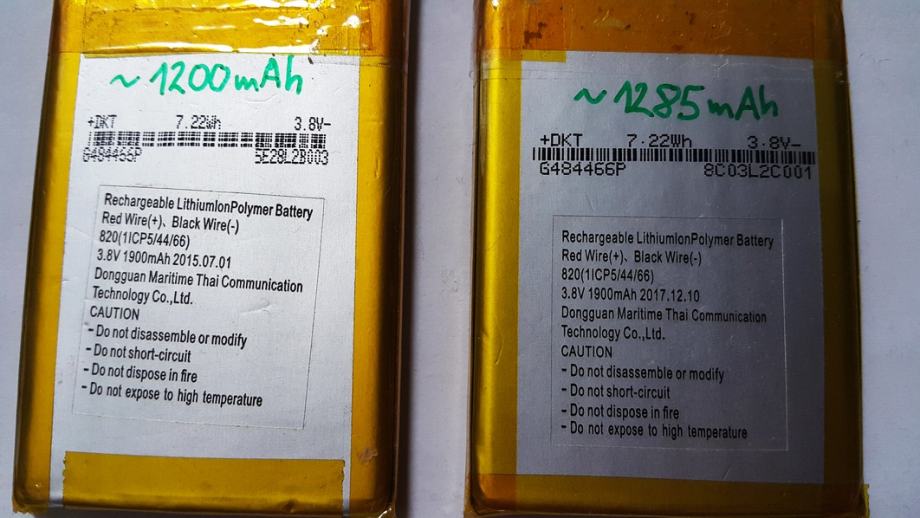 ~1200mAh
+DKT 7.22Wh 3.8V-
G484466P 5E28L2B003
Rechargeable LithiumIonPolymer Battery
Red Wire(+)、Black Wire(-)
820(1ICP5/44/66)
3.8V 1900mAh 2015.07.01
Dongguan Maritime Thai Communication
Technology Co.,Ltd.
CAUTION
- Do not disassemble or modify
- Do not short-circuit
- Do not dispose in fire
- Do not expose to high temperature
~1285mAh
+DKT 7.22Wh 3.8V-
G484466P 8C03L2C001
Rechargeable LithiumIonPolymer Battery
Red Wire(+)、Black Wire(-)
820(1ICP5/44/66)
3.8V 1900mAh 2017.12.10
Dongguan Maritime Thai Communication
Technology Co.,Ltd.
CAUTION
- Do not disassemble or modify
- Do not short-circuit
- Do not dispose in fire
- Do not expose to high temperature